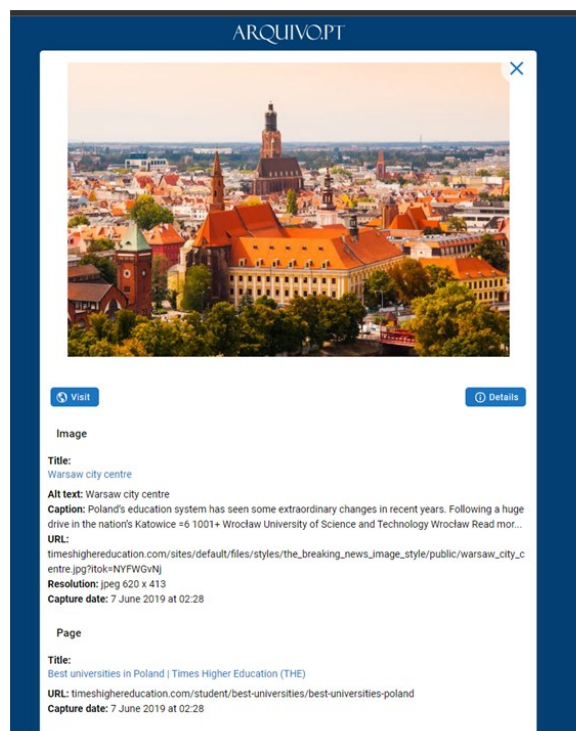 ARQUIVO.PT
Visit
Details
Image
Title:
Warsaw city centre
Alt text: Warsaw city centre
Caption: Poland's education system has seen some extraordinary changes in recent years. Following a huge
drive in the nation's Katowice =6 1001+ Wrocław University of Science and Technology Wrocław Read mor...
URL:
timeshighereducation.com/sites/default/files/styles/the_breaking_news_image_style/public/warsaw_city_c
entre.jpg?itok=NYFWGvNj
Resolution: jpeg 620 x 413
Capture date: 7 June 2019 at 02:28
Page
Title:
Best universities in Poland | Times Higher Education (THE)
URL: timeshighereducation.com/student/best-universities/best-universities-poland
Capture date: 7 June 2019 at 02:28